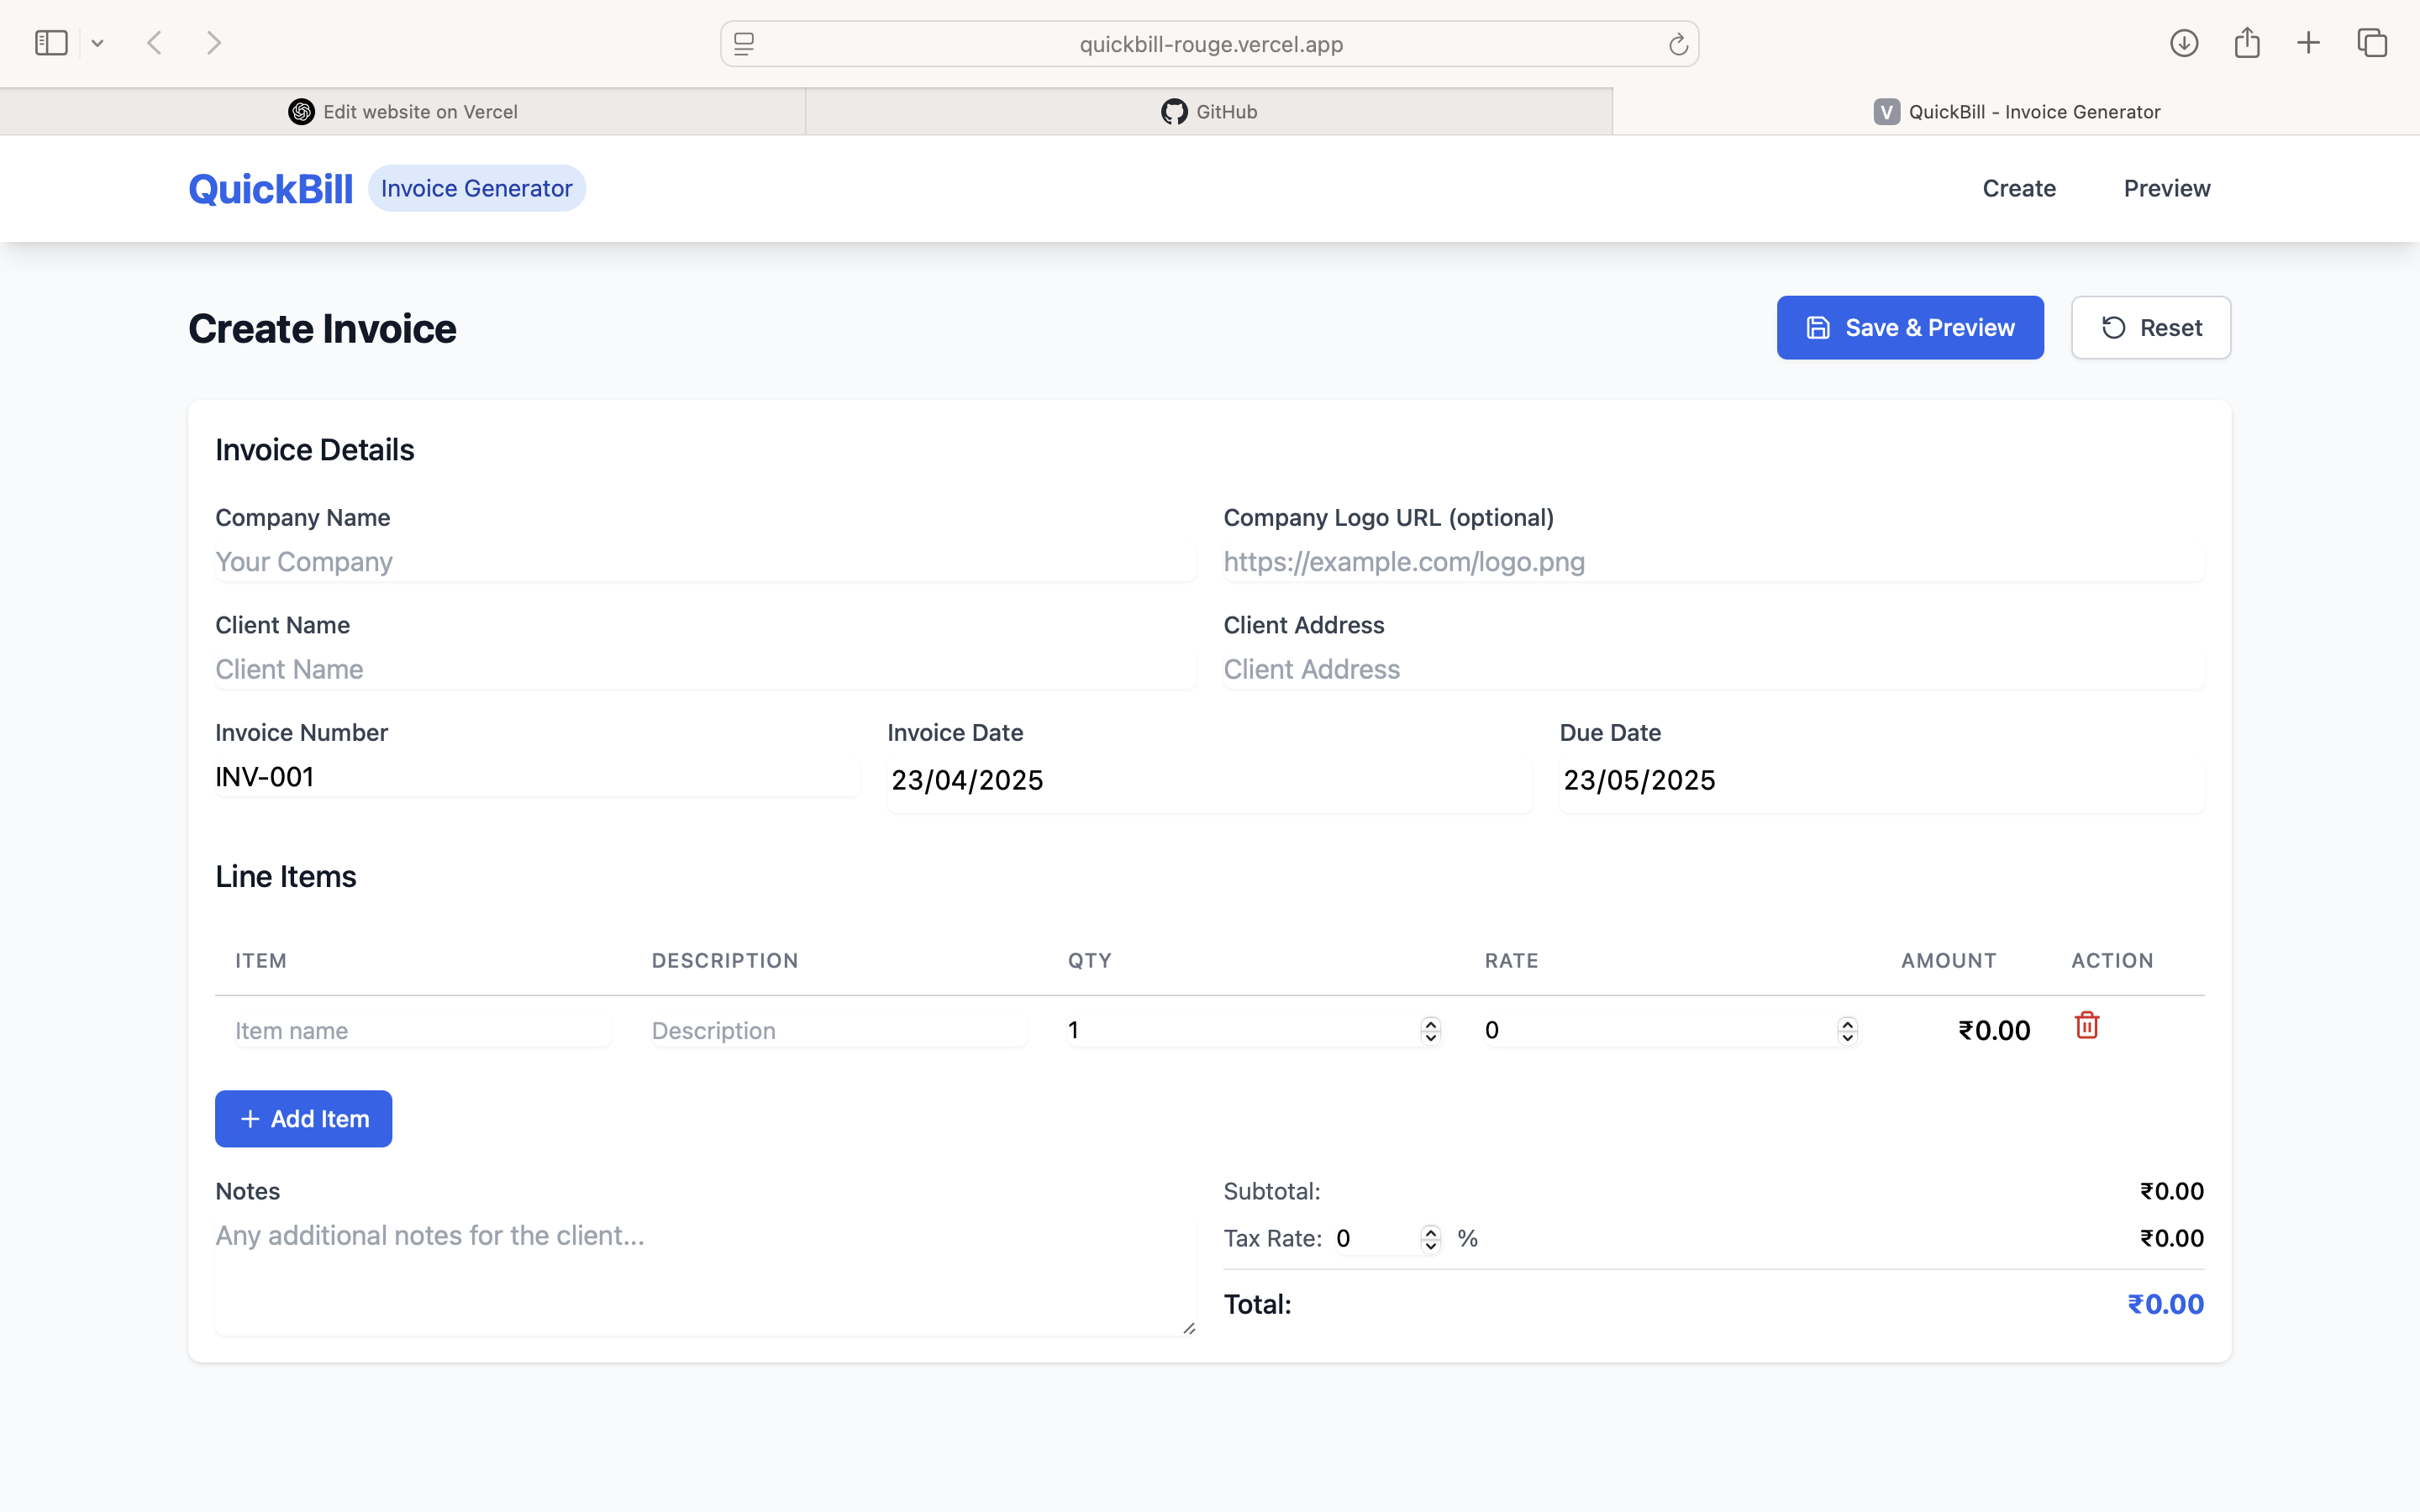 quickbill-rouge.vercel.app
Edit website on Vercel
GitHub
V QuickBill - Invoice Generator
QuickBill Invoice Generator
Create Preview
Create Invoice
Save & Preview
Reset
Invoice Details
Company Name
Your Company
Company Logo URL (optional)
https://example.com/logo.png
Client Name
Client Name
Client Address
Client Address
Invoice Number
INV-001
Invoice Date
23/04/2025
Due Date
23/05/2025
Line Items
ITEM DESCRIPTION QTY RATE AMOUNT ACTION
Item name Description 1 0 ₹0.00
+ Add Item
Notes
Any additional notes for the client...
Subtotal: ₹0.00
Tax Rate: 0 % ₹0.00
Total: ₹0.00